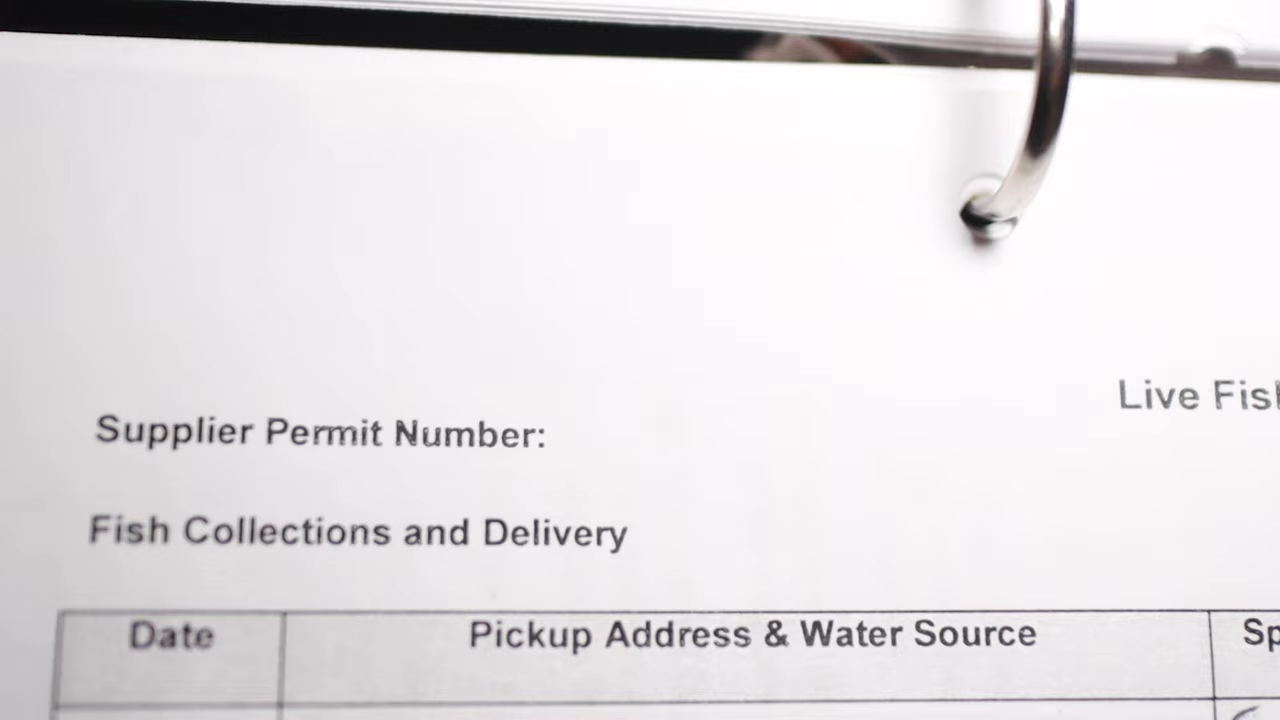 Live Fis
Supplier Permit Number:
Fish Collections and Delivery
Date Pickup Address & Water Source Sp